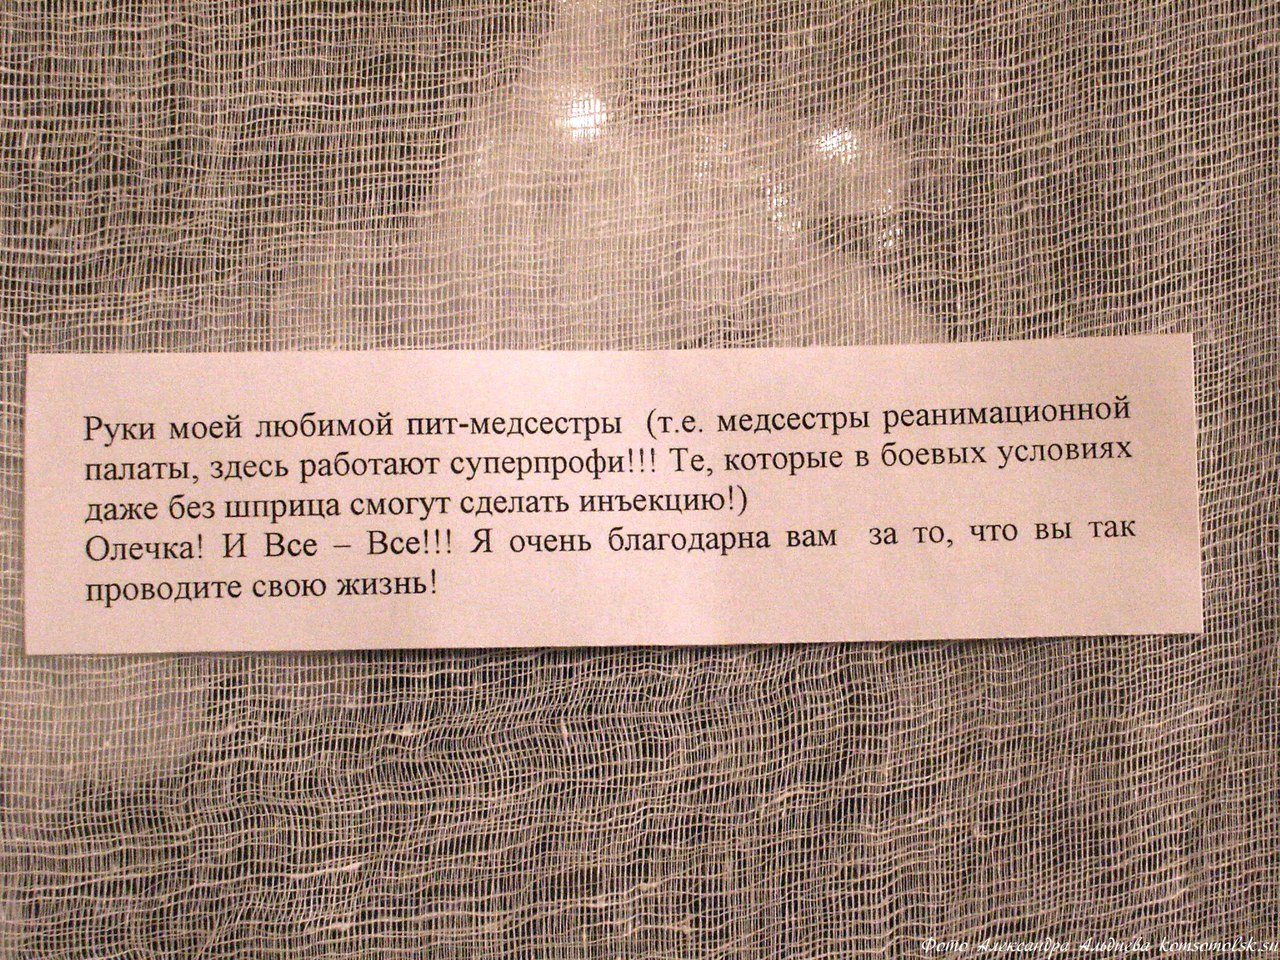 Руки моей любимой пит-медсестры (т.е. медсестры реанимационной
палаты, здесь работают суперпрофи!!! Те, которые в боевых условиях
даже без шприца смогут сделать инъекцию!)
Олечка! И Все – Все!!! Я очень благодарна вам за то, что вы так
проводите свою жизнь!
Фото Александра komsomolsk.su